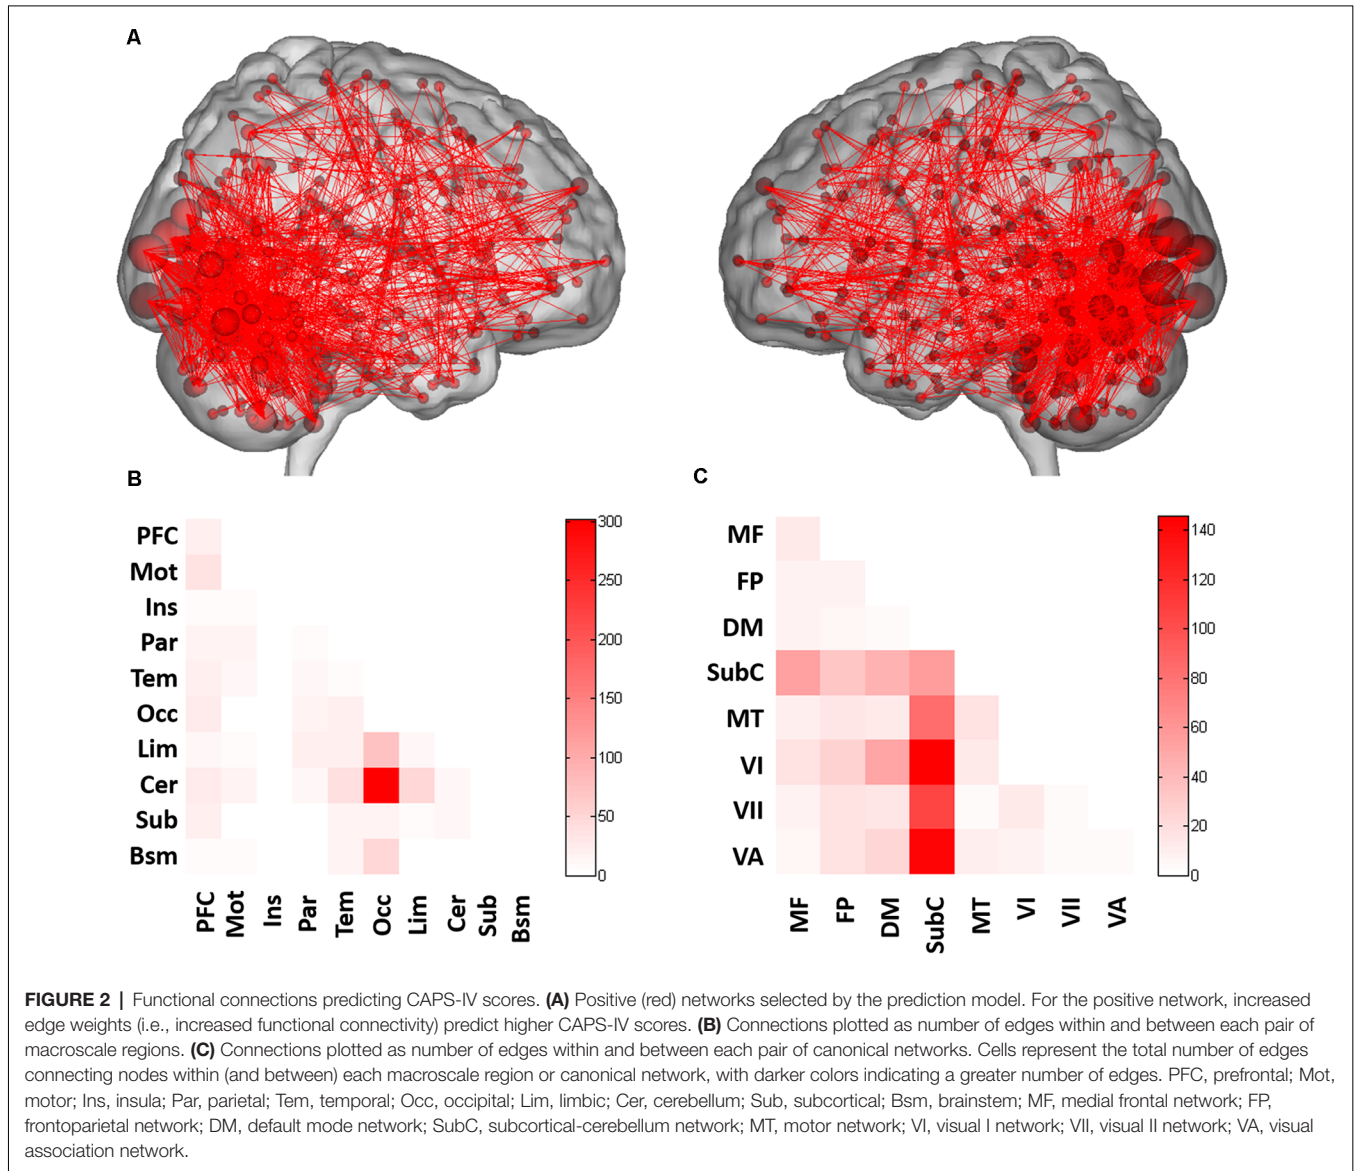 A
B
C
PFC
Mot
Ins
Par
Tem
Occ
Lim
Cer
Sub
Bsm
PFC
Mot
Ins
Par
Tem
Occ
Lim
Cer
Sub
Bsm
300
250
200
150
100
50
0
MF
FP
DM
SubC
MT
VI
VII
VA
MF
FP
DM
SubC
MT
VI
VII
VA
140
120
100
80
60
40
20
0
FIGURE 2 | Functional connections predicting CAPS-IV scores. (A) Positive (red) networks selected by the prediction model. For the positive network, increased
edge weights (i.e., increased functional connectivity) predict higher CAPS-IV scores. (B) Connections plotted as number of edges within and between each pair of
macroscale regions. (C) Connections plotted as number of edges within and between each pair of canonical networks. Cells represent the total number of edges
connecting nodes within (and between) each macroscale region or canonical network, with darker colors indicating a greater number of edges. PFC, prefrontal; Mot,
motor; Ins, insula; Par, parietal; Tem, temporal; Occ, occipital; Lim, limbic; Cer, cerebellum; Sub, subcortical; Bsm, brainstem; MF, medial frontal network; FP,
frontoparietal network; DM, default mode network; SubC, subcortical-cerebellum network; MT, motor network; VI, visual I network; VII, visual II network; VA, visual
association network.